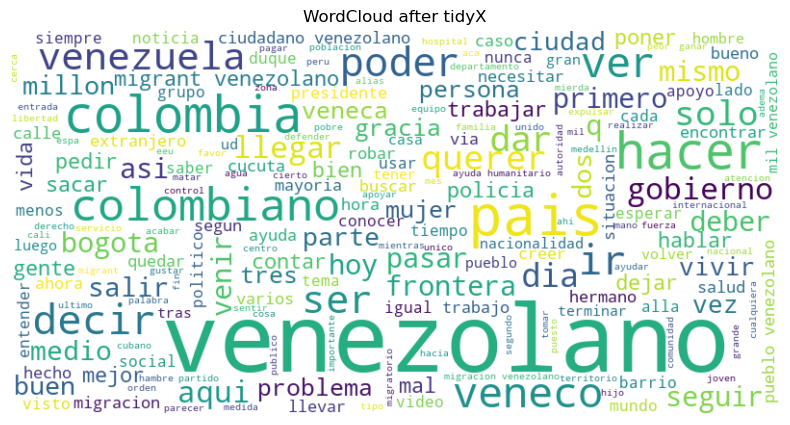 WordCloud after tidyX
siempre
noticia
ciudadano venezolano
pagar
poblacion
hospital
aca
peor
ganar
caso
nunca
poner
hombre
cerca
venezuela
duque
peru
poder
ciudad
gran
bueno
necesitar
ver
mismo
millon
migrant venezolano
grupo
zona
presidente
alias
departamento
persona
mierda
expulsar
apoyo
lado
adema
mil venezolano
entrada
libertad
colombia
veneca
equipo
trabajar
primero
solo
cada
realizar
calle
espa
eeu
ud
defender
pobre
gracia
familia
unido
via
mil
autoridad
encontrar
extranjero
favor
llegar
casa
dar
q
dos
medellin
hacer
vida
pedir
asi
saber
matar
cucuta
agua
cierto
robar
bien
usar
tener
querer
ayuda humanitario
situacion
atencion
sacar
control
mayoria
buscar
mes
policia
gobierno
internacional
menos
derecho
servicio
colombiano
hora
apoyar
conocer
mujer
pais
ahi
esperar
mano
fuerza
deber
cali
luego
acabar
segun
centro
ayuda
mientras
unico
tiempo
nacionalidad
hablar
bogota
politico
parte
pasar
creer
ir
volver
nacional
gente
migrant
quedar
gustar
venir
contar
hoy
pueblo
dia
ayudar
vivir
ahora
fin
salir
tres
tema
frontera
dejar
salud
entender
ultimo
palabra
sentir
varios
ser
igual
trabajo
hermano
alla
vez
cualquiera
pueblo venezolano
decir
tras
cosa
importante
terminar
segundo
tomar
puesto
comunidad
grande
medio
cubano
social
publico
venezolano
hacia
barrio
hecho
hambre
partido
mejor
orden
aqui
problema
migratorio
mal
migracion venezolano
territorio
hijo
joven
buen
veneco
seguir
visto
migracion
parecer
medida
llevar
tipo
video
mundo